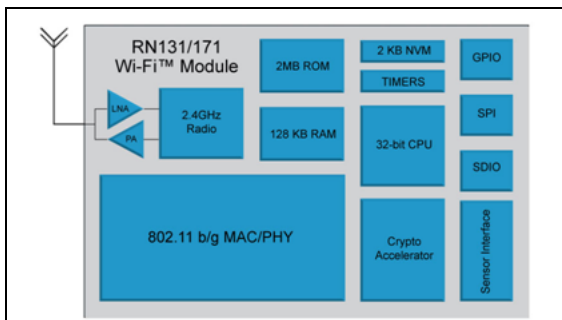 RN131/171
Wi-Fi™ Module
LNA
PA
2.4GHz
Radio
2MB ROM
128 KB RAM
2 KB NVM
TIMERS
32-bit CPU
GPIO
SPI
SDIO
802.11 b/g MAC/PHY
Crypto
Accelerator
Sensor Interface